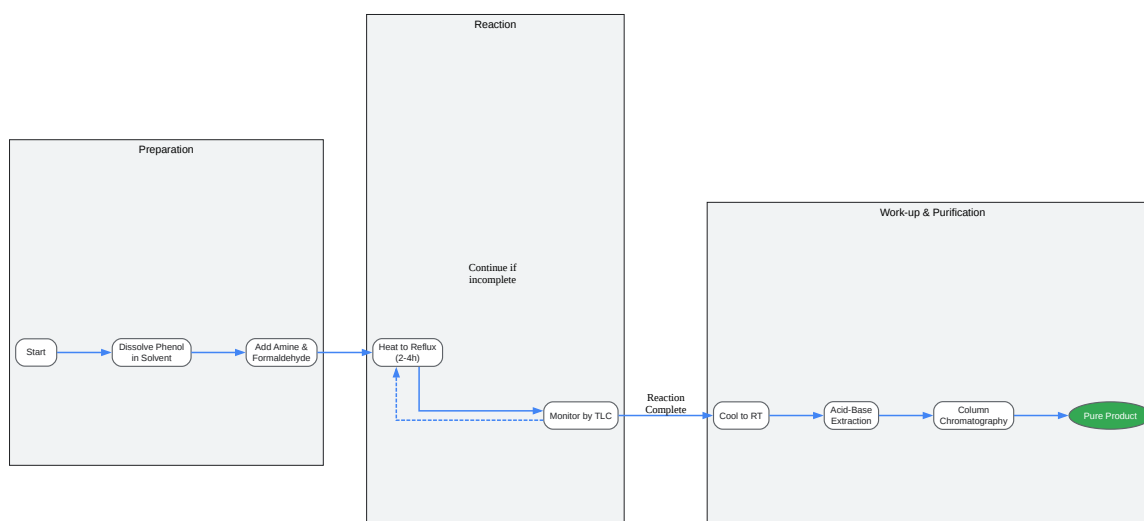 Preparation
Start
Dissolve Phenol
in Solvent
Add Amine &
Formaldehyde
Reaction
Continue if
incomplete
Heat to Reflux
(2-4h)
Monitor by TLC
Reaction
Complete
Work-up & Purification
Cool to RT
Acid-Base
Extraction
Column
Chromatography
Pure Product